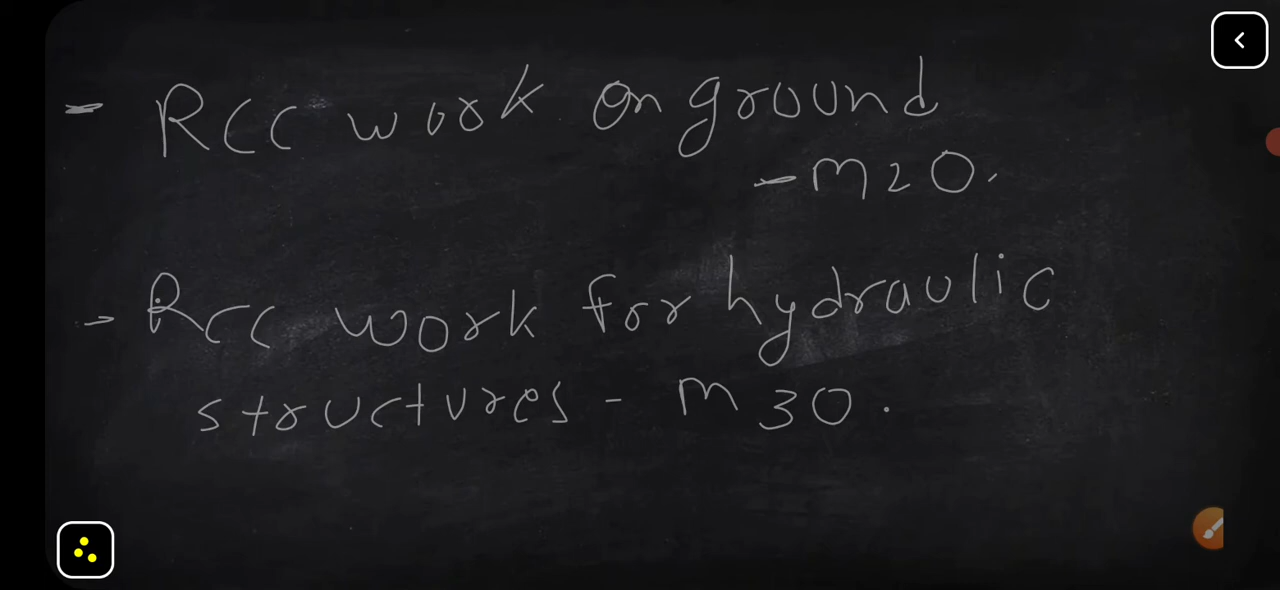 - RCC work on ground
- M20.
- RCC work for hydraulic
structures - M30.